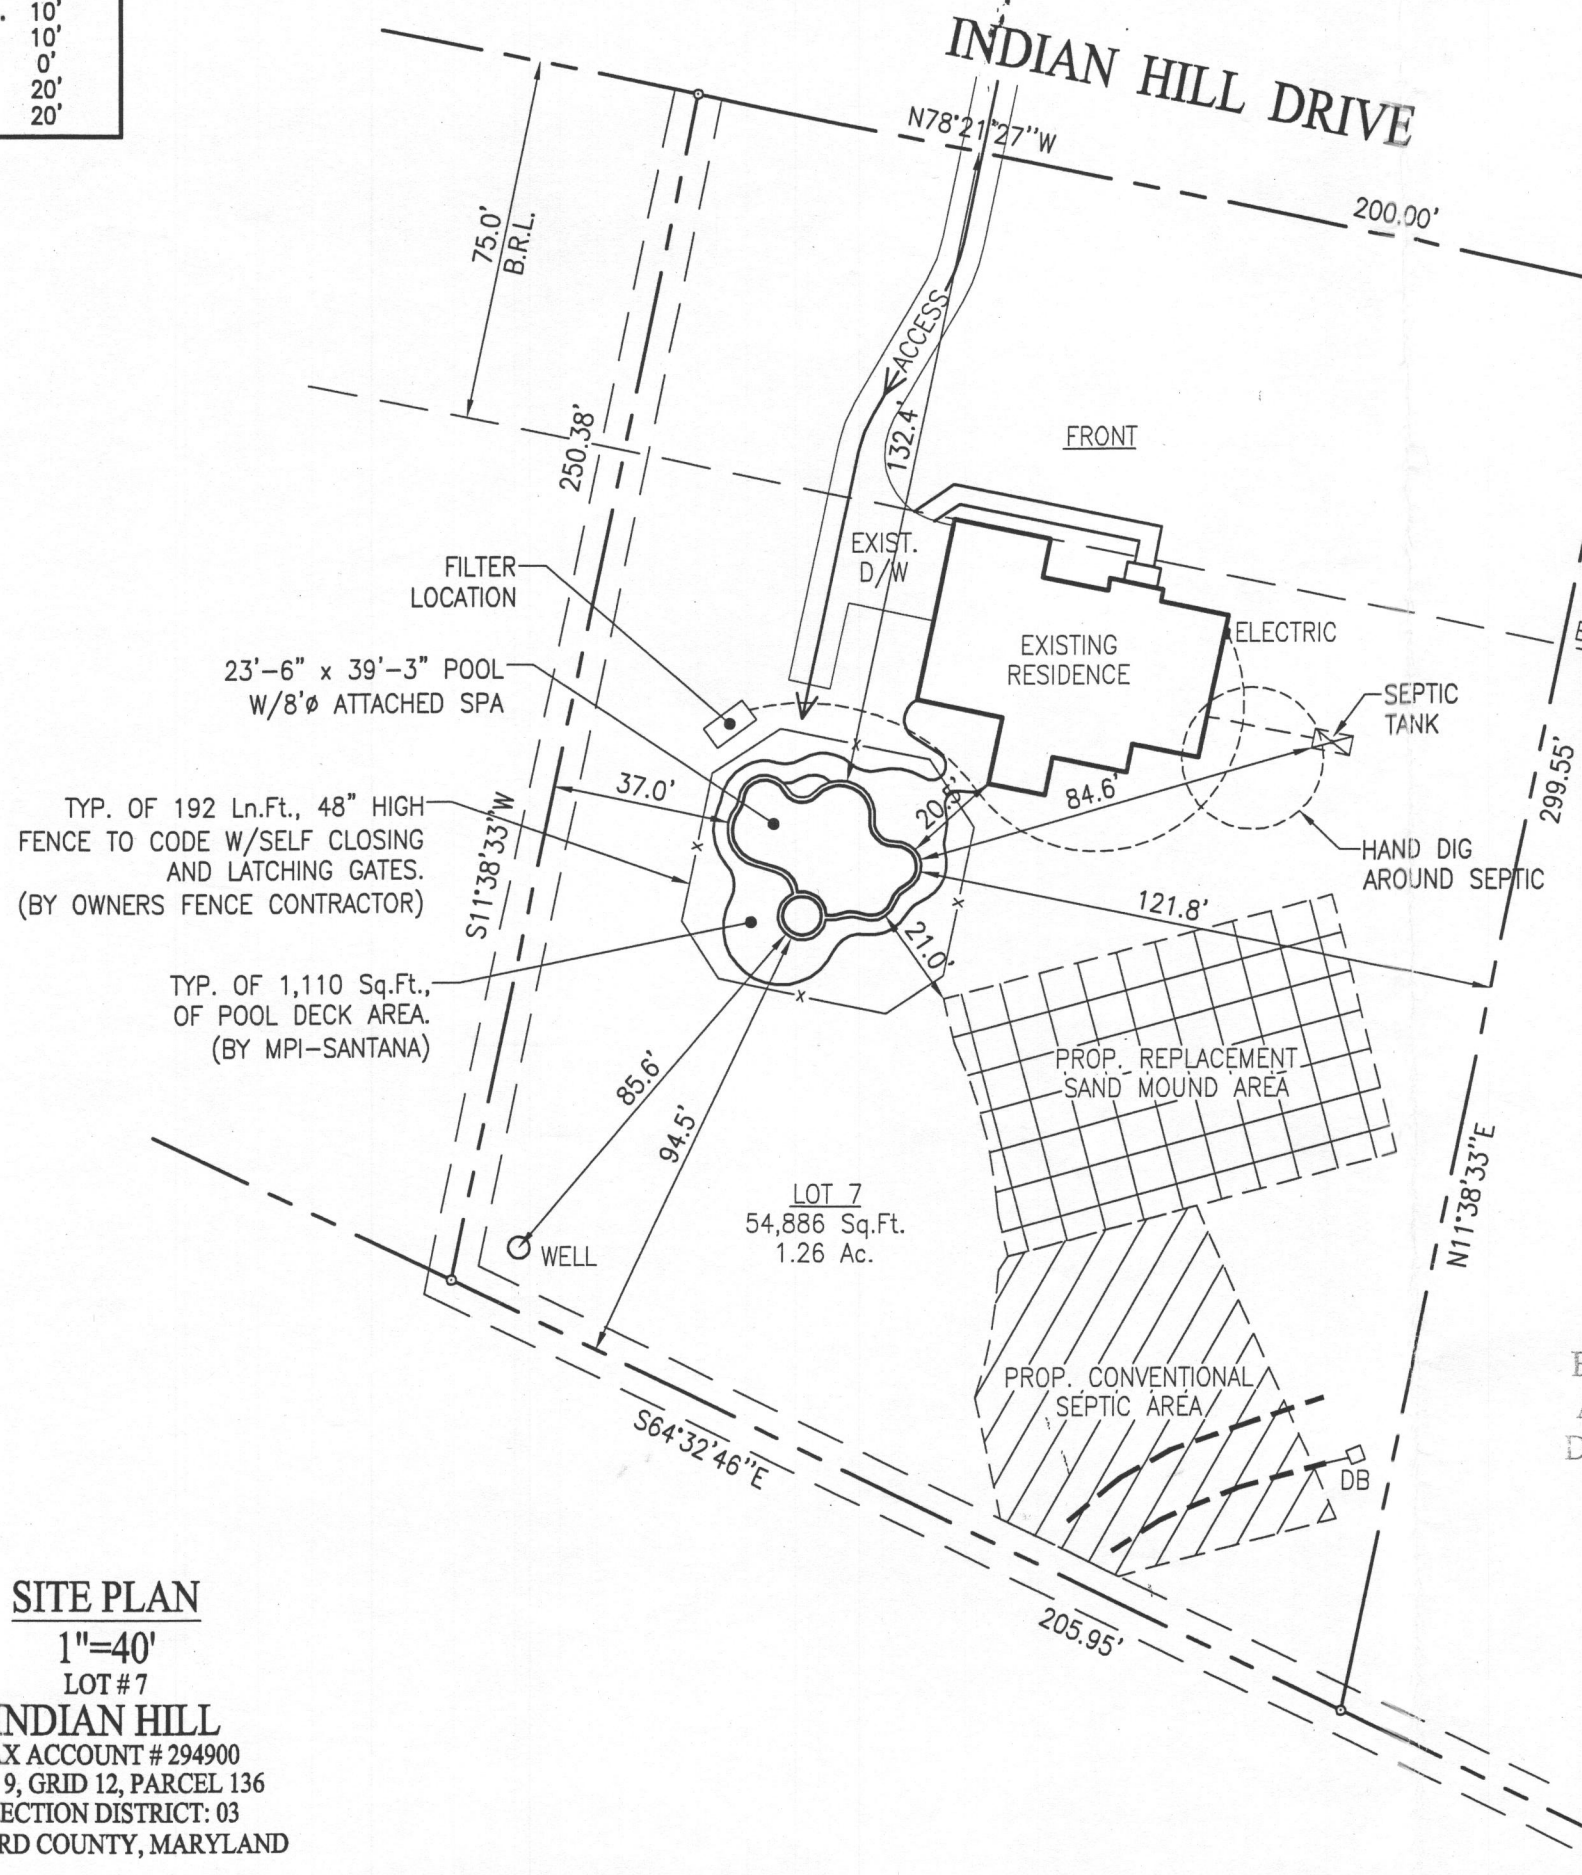 10'
10'
0'
20'
20'
INDIAN HILL DRIVE
N78°21'27"W
200.00'
75.0'
B.R.L.
250.38'
ACCESS
132.4'
FRONT
EXIST.
D/W
FILTER
LOCATION
EXISTING
RESIDENCE
ELECTRIC
23'-6" x 39'-3" POOL
W/8'ø ATTACHED SPA
SEPTIC
TANK
299.55'
37.0'
20.5'
84.6'
TYP. OF 192 Ln.Ft., 48" HIGH
FENCE TO CODE W/SELF CLOSING
AND LATCHING GATES.
(BY OWNERS FENCE CONTRACTOR)
S11°38'33"W
HAND DIG
AROUND SEPTIC
121.8'
21.0'
TYP. OF 1,110 Sq.Ft.,
OF POOL DECK AREA.
(BY MPI-SANTANA)
PROP. REPLACEMENT
SAND MOUND AREA
85.6'
94.5'
N11°38'33"E
LOT 7
54,886 Sq.Ft.
1.26 Ac.
WELL
PROP. CONVENTIONAL
SEPTIC AREA
S64°32'46"E
DB
205.95'
SITE PLAN
1"=40'
LOT # 7
NDIAN HILL
X ACCOUNT # 294900
9, GRID 12, PARCEL 136
ECTION DISTRICT: 03
RD COUNTY, MARYLAND